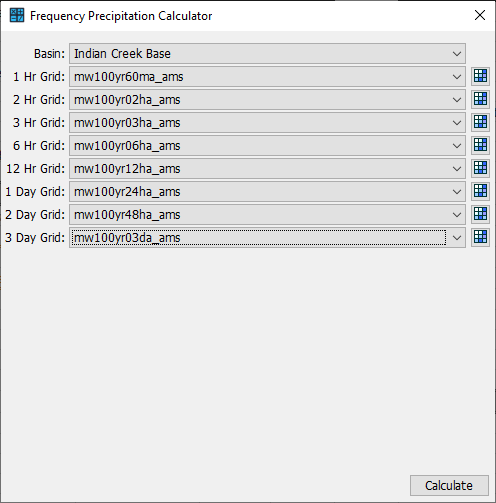 Frequency Precipitation Calculator
Basin: Indian Creek Base
1 Hr Grid: mw100yr60ma_ams
2 Hr Grid: mw100yr02ha_ams
3 Hr Grid: mw100yr03ha_ams
6 Hr Grid: mw100yr06ha_ams
12 Hr Grid: mw100yr12ha_ams
1 Day Grid: mw100yr24ha_ams
2 Day Grid: mw100yr48ha_ams
3 Day Grid: mw100yr03da_ams
Calculate